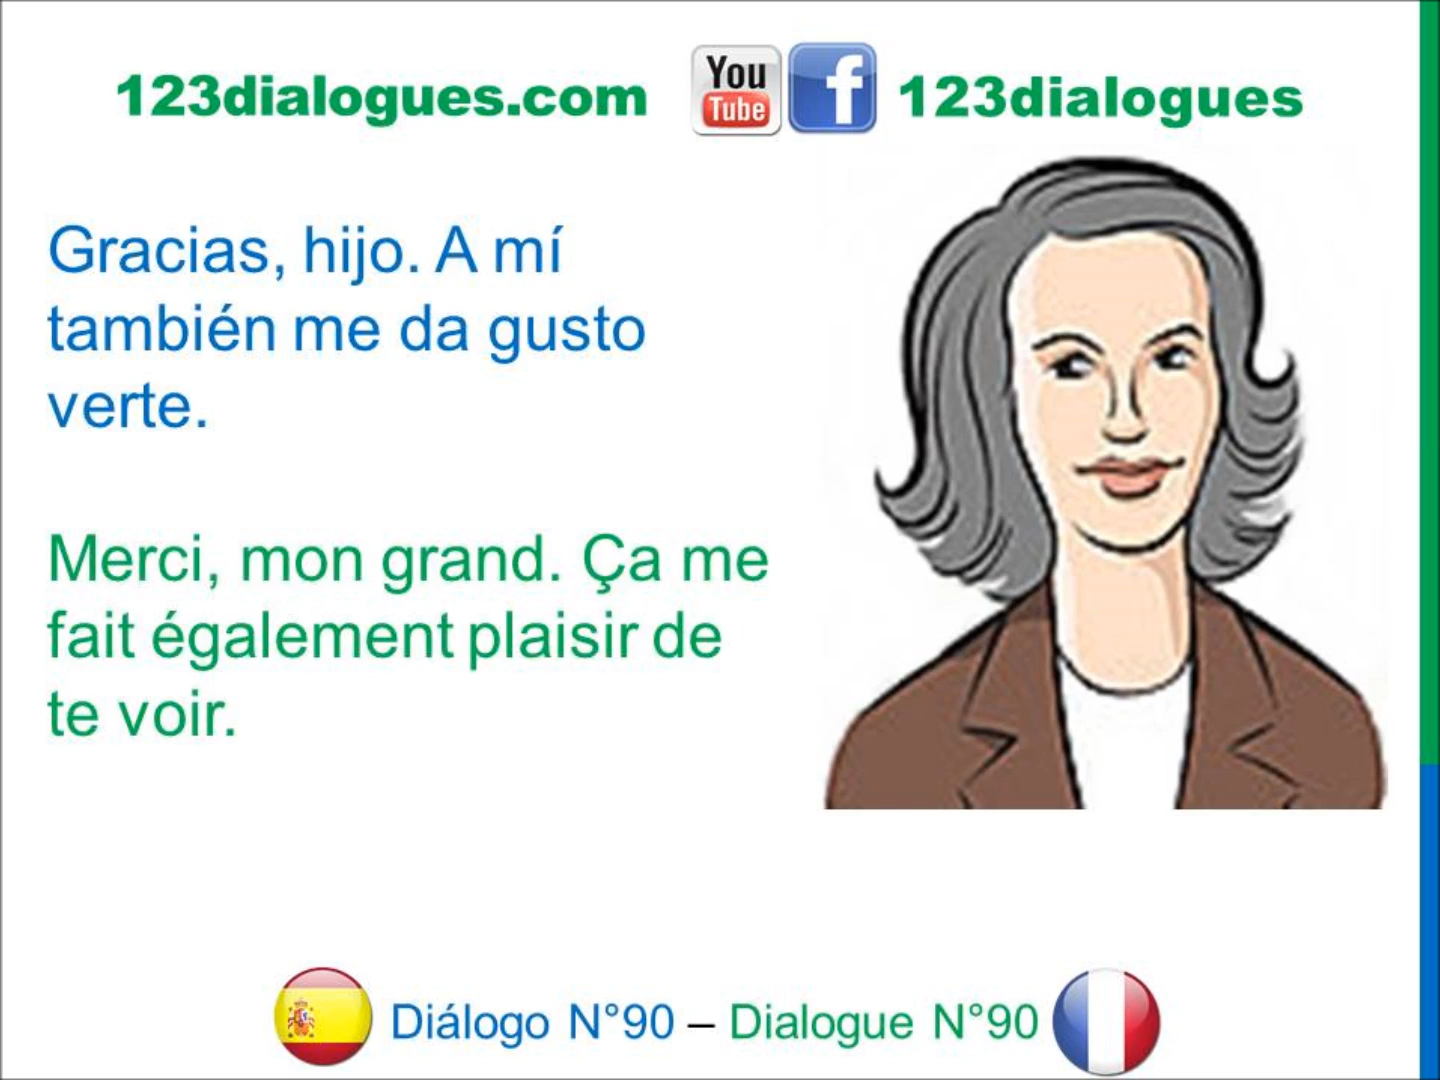 123dialogues.com You Tube f 123dialogues
Gracias, hijo. A mí
también me da gusto
verte.
Merci, mon grand. Ça me
fait également plaisir de
te voir.
Diálogo N°90 – Dialogue N°90